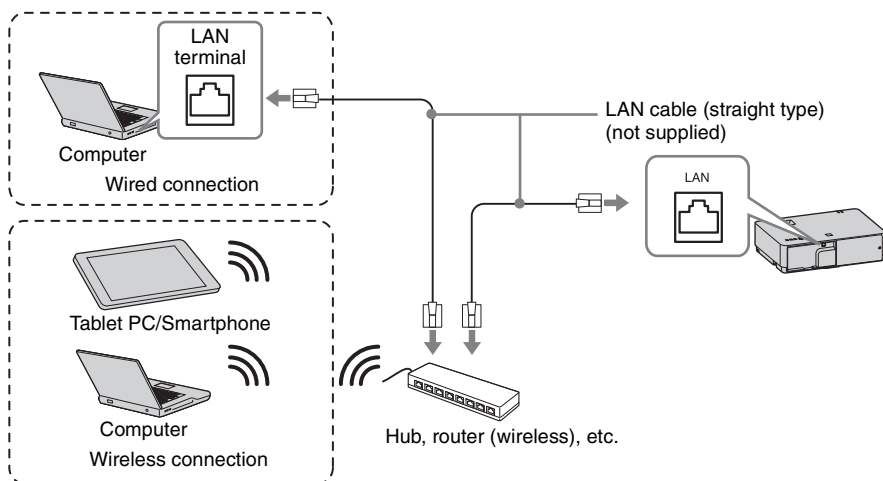 LAN
terminal
Computer
Wired connection
LAN cable (straight type)
(not supplied)
LAN
Tablet PC/Smartphone
Computer
Wireless connection
Hub, router (wireless), etc.